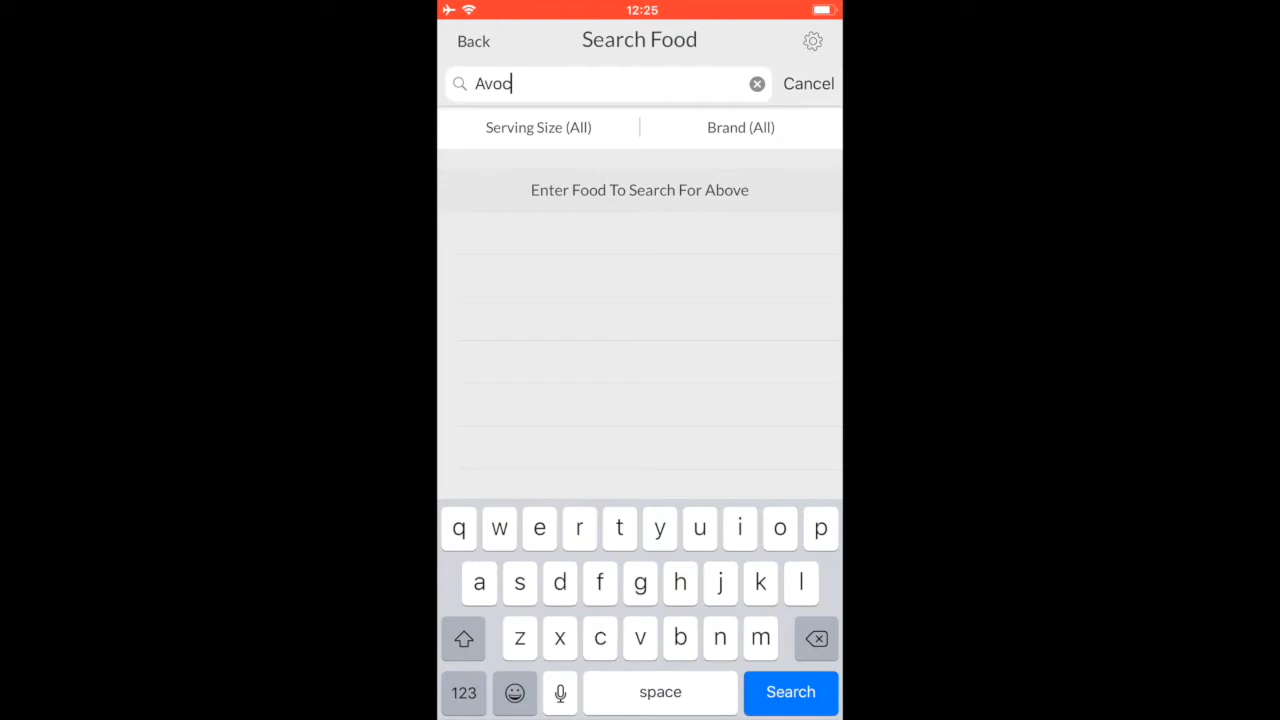 12:25
Back Search Food
Avoc Cancel
Serving Size (All) Brand (All)
Enter Food To Search For Above
q w e r t y u i o p
a s d f g h j k l
z x c v b n m
123 space Search